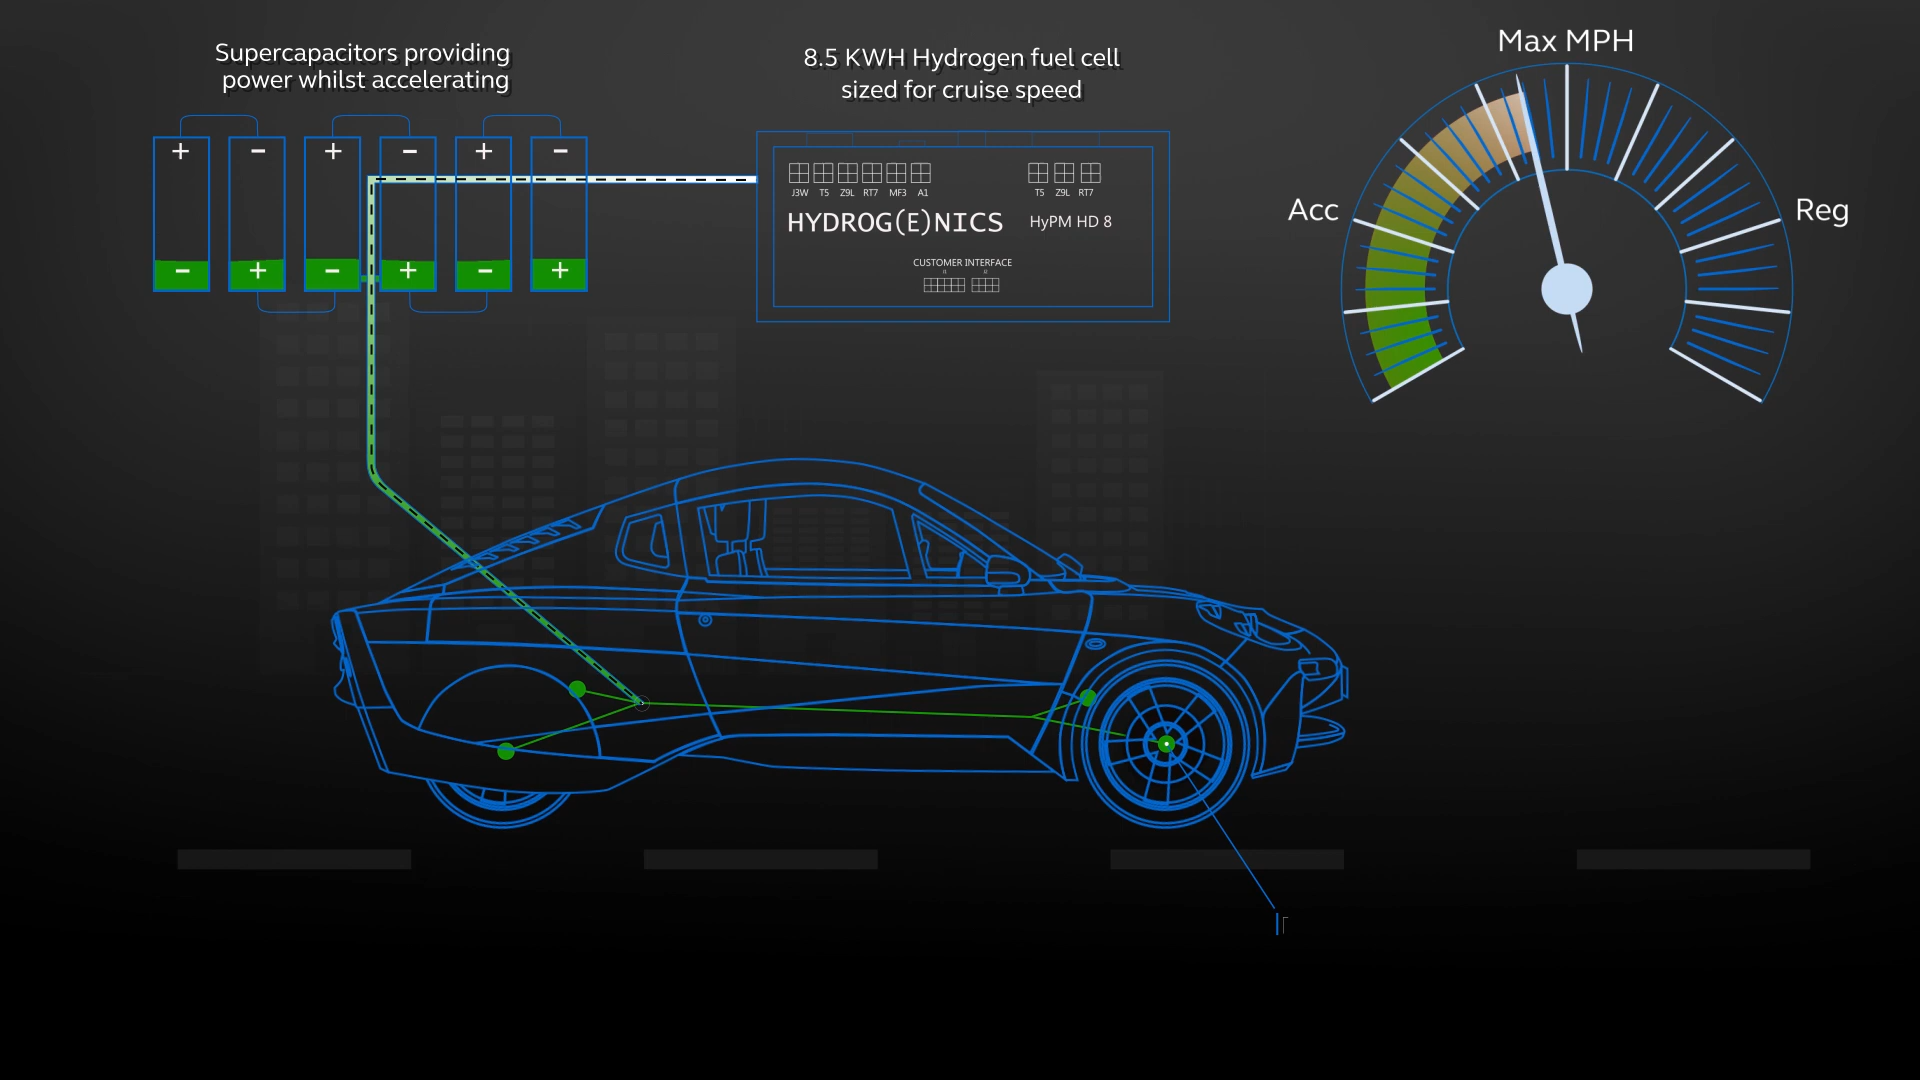 Supercapacitors providing
power whilst accelerating
8.5 KWH Hydrogen fuel cell
sized for cruise speed
Max MPH
Acc
Reg
+ − + − + −
− + − + − +
J3W T5 Z9L RT7 MF3 A1
T5 Z9L RT7
HYDROG(E)NICS
HyPM HD 8
CUSTOMER INTERFACE